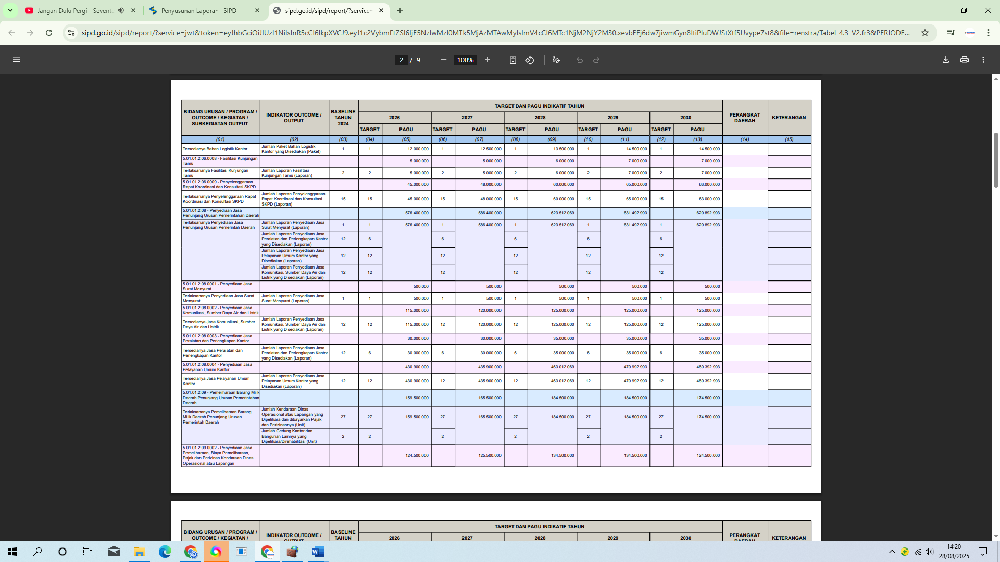 Jangan Dulu Pergi - Sevente
Penyusunan Laporan | SIPD
sipd.go.id/sipd/report/?service=
2 / 9
100%
BIDANG URUSAN / PROGRAM / OUTCOME / KEGIATAN / SUBKEGIATAN OUTPUT
INDIKATOR OUTCOME / OUTPUT
BASELINE TAHUN 2024
TARGET DAN PAGU INDIKATIF TAHUN
PERANGKAT DAERAH
KETERANGAN
2026 2027 2028 2029 2030
TARGET PAGU TARGET PAGU TARGET PAGU TARGET PAGU TARGET PAGU
(01) (02) (03) (04) (05) (06) (07) (08) (09) (10) (11) (12) (13) (14) (15)
Tersedianya Bahan Logistik Kantor Jumlah Paket Bahan Logistik Kantor yang Disediakan (Paket) 1 1 12.000.000 1 12.500.000 1 13.500.000 1 14.500.000 1 14.500.000
5.01.01.2.06.0008 - Fasilitasi Kunjungan Tamu 5.000.000 5.000.000 6.000.000 7.000.000 7.000.000
Terlaksananya Fasilitasi Kunjungan Tamu Jumlah Laporan Fasilitasi Kunjungan Tamu (Laporan) 2 2 5.000.000 2 5.000.000 2 6.000.000 2 7.000.000 2 7.000.000
5.01.01.2.06.0009 - Penyelenggaraan Rapat Koordinasi dan Konsultasi SKPD 45.000.000 48.000.000 60.000.000 65.000.000 63.000.000
Terlaksananya Penyelenggaraan Rapat Koordinasi dan Konsultasi SKPD Jumlah Laporan Penyelenggaraan Rapat Koordinasi dan Konsultasi SKPD (Laporan) 15 15 45.000.000 15 48.000.000 15 60.000.000 15 65.000.000 15 63.000.000
5.01.01.2.08 - Penyediaan Jasa Penunjang Urusan Pemerintahan Daerah 576.400.000 586.400.000 623.512.069 631.492.993 620.892.993
Terlaksananya Penyediaan Jasa Penunjang Urusan Pemerintah Daerah Jumlah Laporan Penyediaan Jasa Surat Menyurat (Laporan) 1 1 576.400.000 1 586.400.000 1 623.512.069 1 631.492.993 1 620.892.993
Jumlah Laporan Penyediaan Jasa Peralatan dan Perlengkapan Kantor yang Disediakan (Laporan) 12 6 6 6 6 6
Jumlah Laporan Penyediaan Jasa Pelayanan Umum Kantor yang Disediakan (Laporan) 12 12 12 12 12 12
Jumlah Laporan Penyediaan Jasa Komunikasi, Sumber Daya Air dan Listrik yang Disediakan (Laporan) 12 12 12 12 12 12
5.01.01.2.08.0001 - Penyediaan Jasa Surat Menyurat 500.000 500.000 500.000 500.000 500.000
Terlaksananya Penyediaan Jasa Surat Menyurat Jumlah Laporan Penyediaan Jasa Surat Menyurat (Laporan) 1 1 500.000 1 500.000 1 500.000 1 500.000 1 500.000
5.01.01.2.08.0002 - Penyediaan Jasa Komunikasi, Sumber Daya Air dan Listrik 115.000.000 120.000.000 125.000.000 125.000.000 125.000.000
Tersedianya Jasa Komunikasi, Sumber Daya Air dan Listrik Jumlah Laporan Penyediaan Jasa Komunikasi, Sumber Daya Air dan Listrik yang Disediakan (Laporan) 12 12 115.000.000 12 120.000.000 12 125.000.000 12 125.000.000 12 125.000.000
5.01.01.2.08.0003 - Penyediaan Jasa Peralatan dan Perlengkapan Kantor 30.000.000 30.000.000 35.000.000 35.000.000 35.000.000
Tersedianya Jasa Peralatan dan Perlengkapan Kantor Jumlah Laporan Penyediaan Jasa Peralatan dan Perlengkapan Kantor yang Disediakan (Laporan) 12 6 30.000.000 6 30.000.000 6 35.000.000 6 35.000.000 6 35.000.000
5.01.01.2.08.0004 - Penyediaan Jasa Pelayanan Umum Kantor 430.900.000 435.900.000 463.012.069 470.992.993 460.392.993
Tersedianya Jasa Pelayanan Umum Kantor Jumlah Laporan Penyediaan Jasa Pelayanan Umum Kantor yang Disediakan (Laporan) 12 12 430.900.000 12 435.900.000 12 463.012.069 12 470.992.993 12 460.392.993
5.01.01.2.09 - Pemeliharaan Barang Milik Daerah Penunjang Urusan Pemerintahan Daerah 159.500.000 165.500.000 184.500.000 184.500.000 174.500.000
Terlaksananya Pemeliharaan Barang Milik Daerah Penunjang Urusan Pemerintah Daerah Jumlah Kendaraan Dinas Operasional atau Lapangan yang Dipelihara dan dibayarkan Pajak dan Perizinannya (Unit) 27 27 159.500.000 27 165.500.000 27 184.500.000 27 184.500.000 27 174.500.000
Jumlah Gedung Kantor dan Bangunan Lainnya yang Dipelihara/Direhabilitasi (Unit) 2 2 2 2 2 2
5.01.01.2.09.0002 - Penyediaan Jasa Pemeliharaan, Biaya Pemeliharaan, Pajak dan Perizinan Kendaraan Dinas Operasional atau Lapangan 124.500.000 125.500.000 134.500.000 134.500.000 124.500.000
BIDANG URUSAN / PROGRAM / OUTCOME / KEGIATAN /
INDIKATOR OUTCOME / OUTPUT
BASELINE TAHUN
TARGET DAN PAGU INDIKATIF TAHUN
2026 2027 2028 2029 2030
PERANGKAT DAERAH
KETERANGAN
14:20
28/08/2025